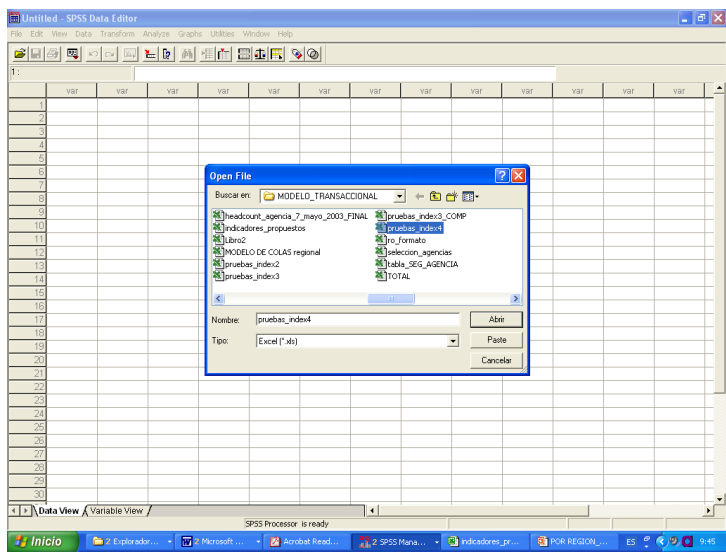 Untitled - SPSS Data Editor
File Edit View Data Transform Analyze Graphs Utilities Window Help
1 :
var var var var var var var var var var var var var
1
2
3
4
5
6
7
8
9
10
11
12
13
14
15
16
17
18
19
20
21
22
23
24
25
26
27
28
29
30
Open File
Buscar en: MODELO_TRANSACCIONAL
headcount_agencia_7_mayo_2003_FINAL pruebas_index3_COMP
indicadores_propuestos pruebas_index4
Libro2 ro_formato
MODELO DE COLAS regional seleccion_agencias
pruebas_index2 tabla_SEG_AGENCIA
pruebas_index3 TOTAL
Nombre: pruebas_index4 Abrir
Tipo: Excel (*.xls) Paste
Cancelar
Data View Variable View
SPSS Processor is ready
Inicio 2 Explorador... 2 Microsoft ... Acrobat Read... 2 SPSS Mana... indicadores_pr... POR REGION_... ES 9:45